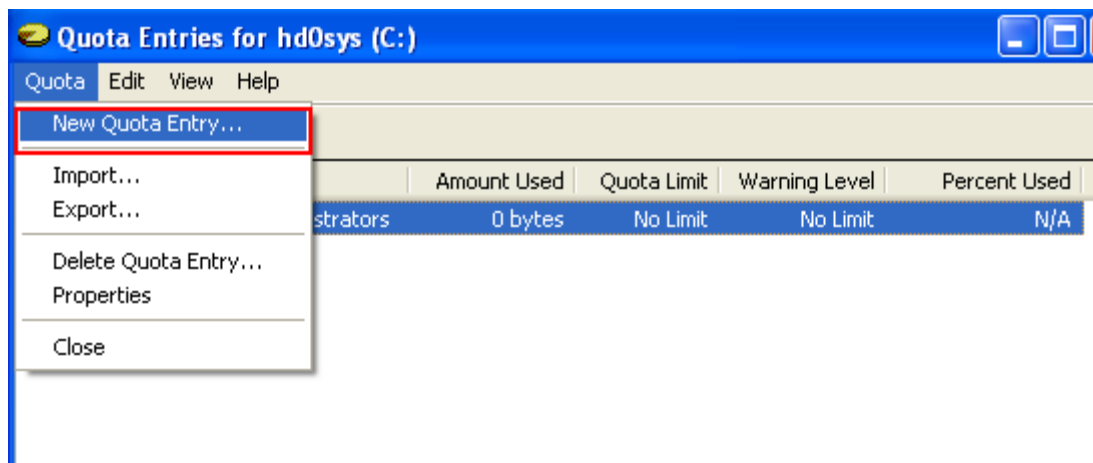 Quota Entries for hd0sys (C:)
Quota Edit View Help
New Quota Entry...
Import...
Export...
Delete Quota Entry...
Properties
Close
Amount Used Quota Limit Warning Level Percent Used
strators 0 bytes No Limit No Limit N/A